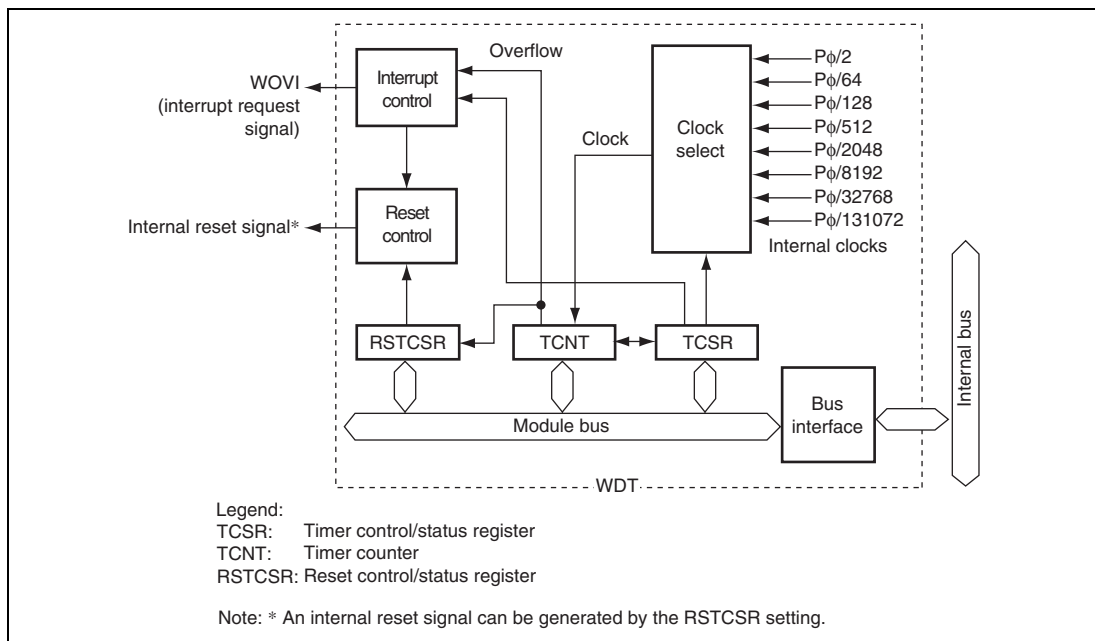 Overflow
WOVI
(interrupt request
signal)
Interrupt
control
Clock
Clock
select
Pϕ/2
Pϕ/64
Pϕ/128
Pϕ/512
Pϕ/2048
Pϕ/8192
Pϕ/32768
Pϕ/131072
Internal clocks
Internal reset signal*
Reset
control
RSTCSR
TCNT
TCSR
Module bus
Bus
interface
Internal bus
WDT
Legend:
TCSR: Timer control/status register
TCNT: Timer counter
RSTCSR: Reset control/status register
Note: * An internal reset signal can be generated by the RSTCSR setting.